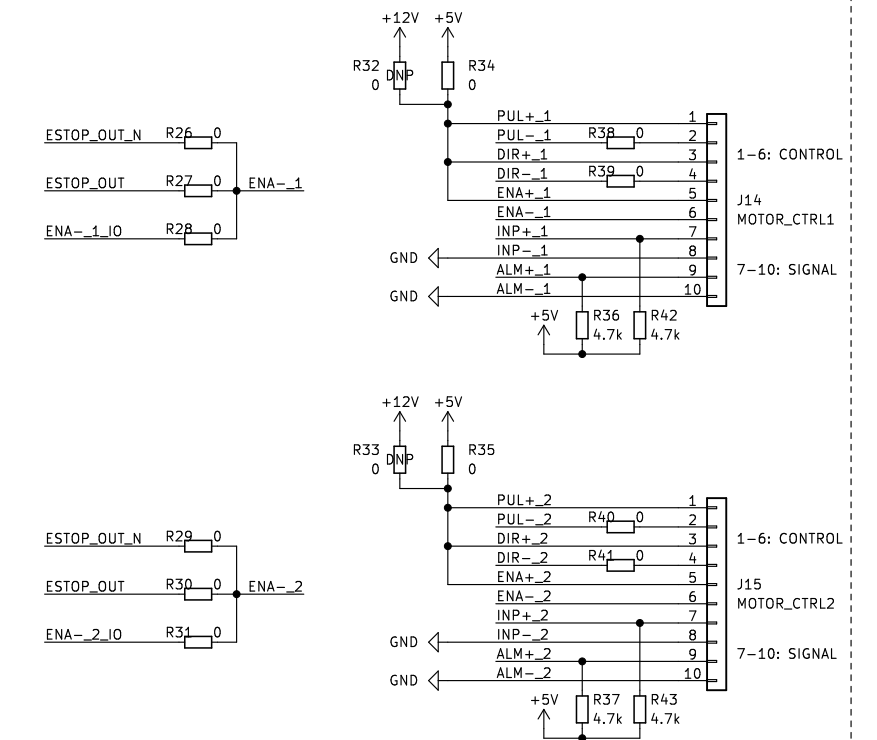 +12V +5V
R32 DNP R34
0 0
PUL+_1 1
ESTOP_OUT_N R26 0
PUL-_1 R38 0 2
DIR+_1 3
1-6: CONTROL
DIR-_1 R39 0 4
ESTOP_OUT R27 0 ENA-_1
ENA+_1 5
J14
ENA-_1 6
MOTOR_CTRL1
ENA-_1_IO R28 0
INP+_1 7
GND INP-_1 8
ALM+_1 9
7-10: SIGNAL
GND ALM-_1 10
+5V R36 R42
4.7k 4.7k
+12V +5V
R33 DNP R35
0 0
PUL+_2 1
PUL-_2 R40 0 2
ESTOP_OUT_N R29 0
DIR+_2 3
1-6: CONTROL
DIR-_2 R41 0 4
ESTOP_OUT R30 0 ENA-_2
ENA+_2 5
J15
ENA-_2 6
MOTOR_CTRL2
INP+_2 7
ENA-_2_IO R31 0
GND INP-_2 8
ALM+_2 9
7-10: SIGNAL
GND ALM-_2 10
+5V R37 R43
4.7k 4.7k